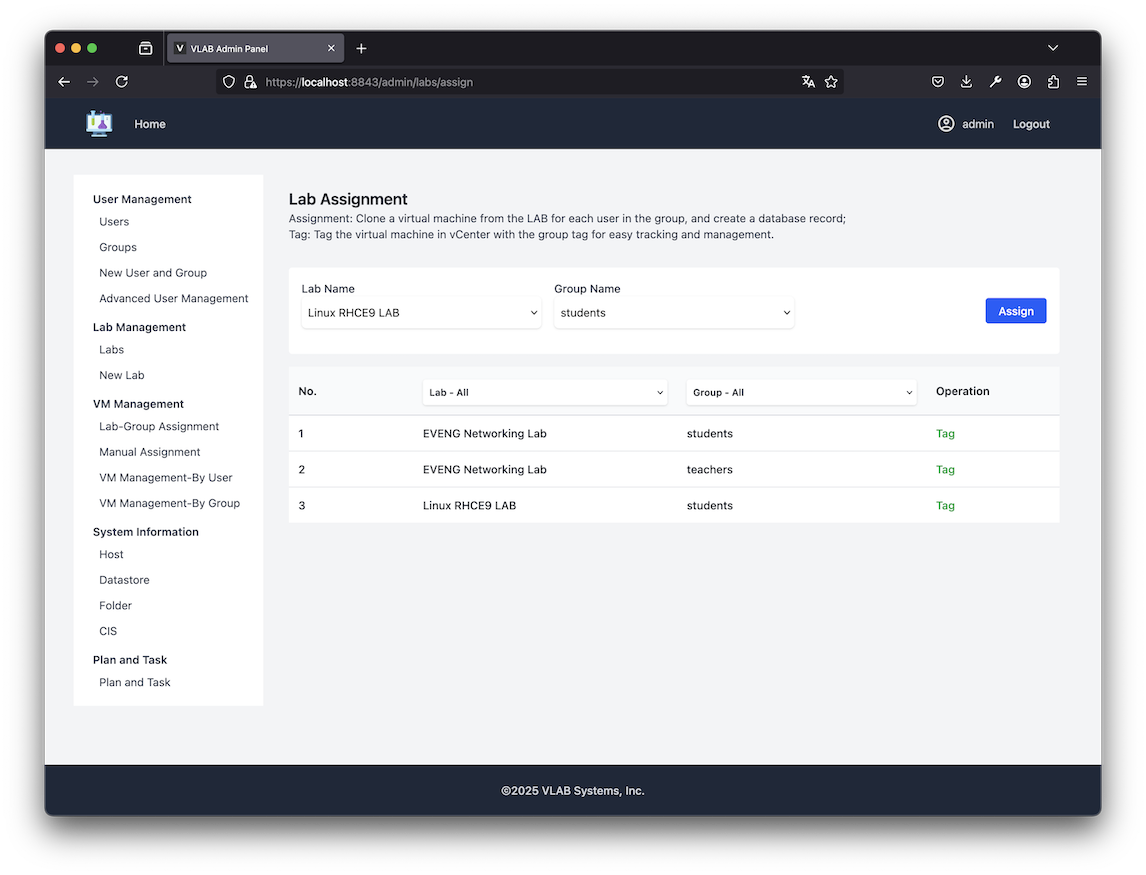 V VLAB Admin Panel
https://localhost:8843/admin/labs/assign
Home
admin
Logout
User Management
Users
Groups
New User and Group
Advanced User Management
Lab Management
Labs
New Lab
VM Management
Lab-Group Assignment
Manual Assignment
VM Management-By User
VM Management-By Group
System Information
Host
Datastore
Folder
CIS
Plan and Task
Plan and Task
Lab Assignment
Assignment: Clone a virtual machine from the LAB for each user in the group, and create a database record;
Tag: Tag the virtual machine in vCenter with the group tag for easy tracking and management.
Lab Name Group Name
Linux RHCE9 LAB students Assign
No. Lab - All Group - All Operation
1 EVENG Networking Lab students Tag
2 EVENG Networking Lab teachers Tag
3 Linux RHCE9 LAB students Tag
©2025 VLAB Systems, Inc.